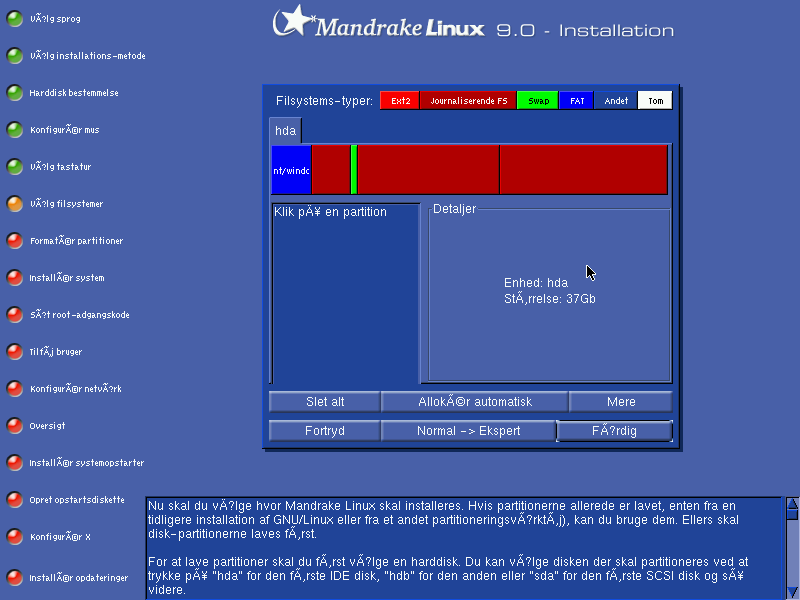 VÃ?lg sprog
VÃ?lg installations-metode
Harddisk bestemmelse
KonfigurÃ©r mus
VÃ?lg tastatur
VÃ?lg filsystemer
FormatÃ©r partitioner
InstallÃ©r system
SÃ?t root-adgangskode
TilfÃ¸j bruger
KonfigurÃ©r netvÃ?rk
Oversigt
InstallÃ©r systemopstarter
Opret opstartsdiskette
KonfigurÃ©r X
InstallÃ©r opdateringer
Mandrake Linux 9.0 - Installation
Filsystems-typer: Ext2 Journaliserende FS Swap FAT Andet Tom
hda
nt/windo
Klik pÃ¥ en partition
Detaljer
Enhed: hda
StÃ¸rrelse: 37Gb
Slet alt AllokÃ©r automatisk Mere
Fortryd Normal -> Ekspert FÃ?rdig
Nu skal du vÃ?lge hvor Mandrake Linux skal installeres. Hvis partitionerne allerede er lavet, enten fra en
tidligere installation af GNU/Linux eller fra et andet partitioneringsvÃ?rktÃ¸j), kan du bruge dem. Ellers skal
disk-partitionerne laves fÃ¸rst.
For at lave partitioner skal du fÃ¸rst vÃ?lge en harddisk. Du kan vÃ?lge disken der skal partitioneres ved at
trykke pÃ¥ "hda" for den fÃ¸rste IDE disk, "hdb" for den anden eller "sda" for den fÃ¸rste SCSI disk og sÃ¥
videre.